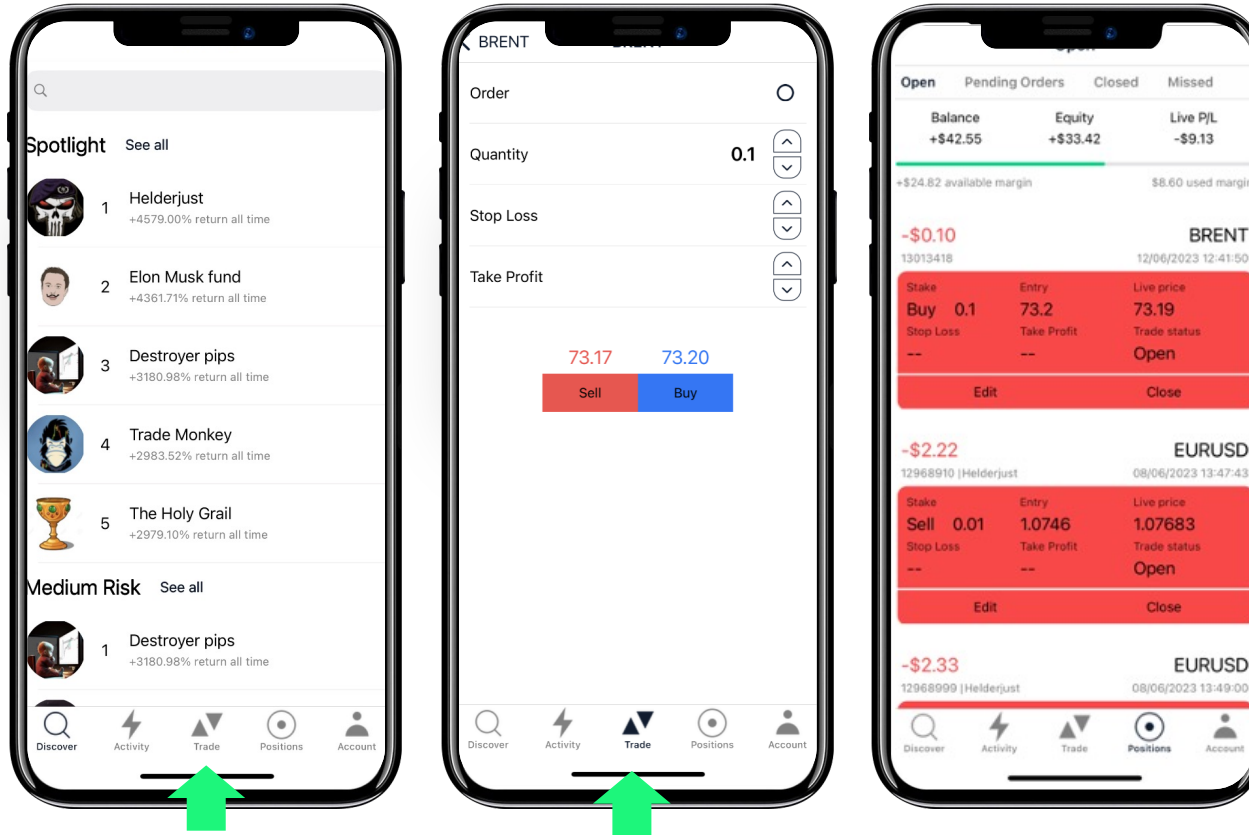 Spotlight See all
1 Helderjust
+4579.00% return all time
2 Elon Musk fund
+4361.71% return all time
3 Destroyer pips
+3180.98% return all time
4 Trade Monkey
+2983.52% return all time
5 The Holy Grail
+2979.10% return all time
Medium Risk See all
1 Destroyer pips
+3180.98% return all time
Discover Activity Trade Positions Account
BRENT
Order
Quantity 0.1
Stop Loss
Take Profit
73.17 73.20
Sell Buy
Discover Activity Trade Positions Account
Open Pending Orders Closed Missed
Balance Equity Live P/L
+$42.55 +$33.42 -$9.13
+$24.82 available margin $8.60 used margin
-$0.10 BRENT
13013418 12/06/2023 12:41:50
Stake Entry Live price
Buy 0.1 73.2 73.19
Stop Loss Take Profit Trade status
-- -- Open
Edit Close
-$2.22 EURUSD
12968910 |Helderjust 08/06/2023 13:47:43
Stake Entry Live price
Sell 0.01 1.0746 1.07683
Stop Loss Take Profit Trade status
-- -- Open
Edit Close
-$2.33 EURUSD
12968999 |Helderjust 08/06/2023 13:49:00
Discover Activity Trade Positions Account